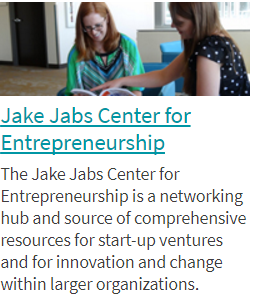 Jake Jabs Center for
Entrepreneurship
The Jake Jabs Center for
Entrepreneurship is a networking
hub and source of comprehensive
resources for start-up ventures
and for innovation and change
within larger organizations.